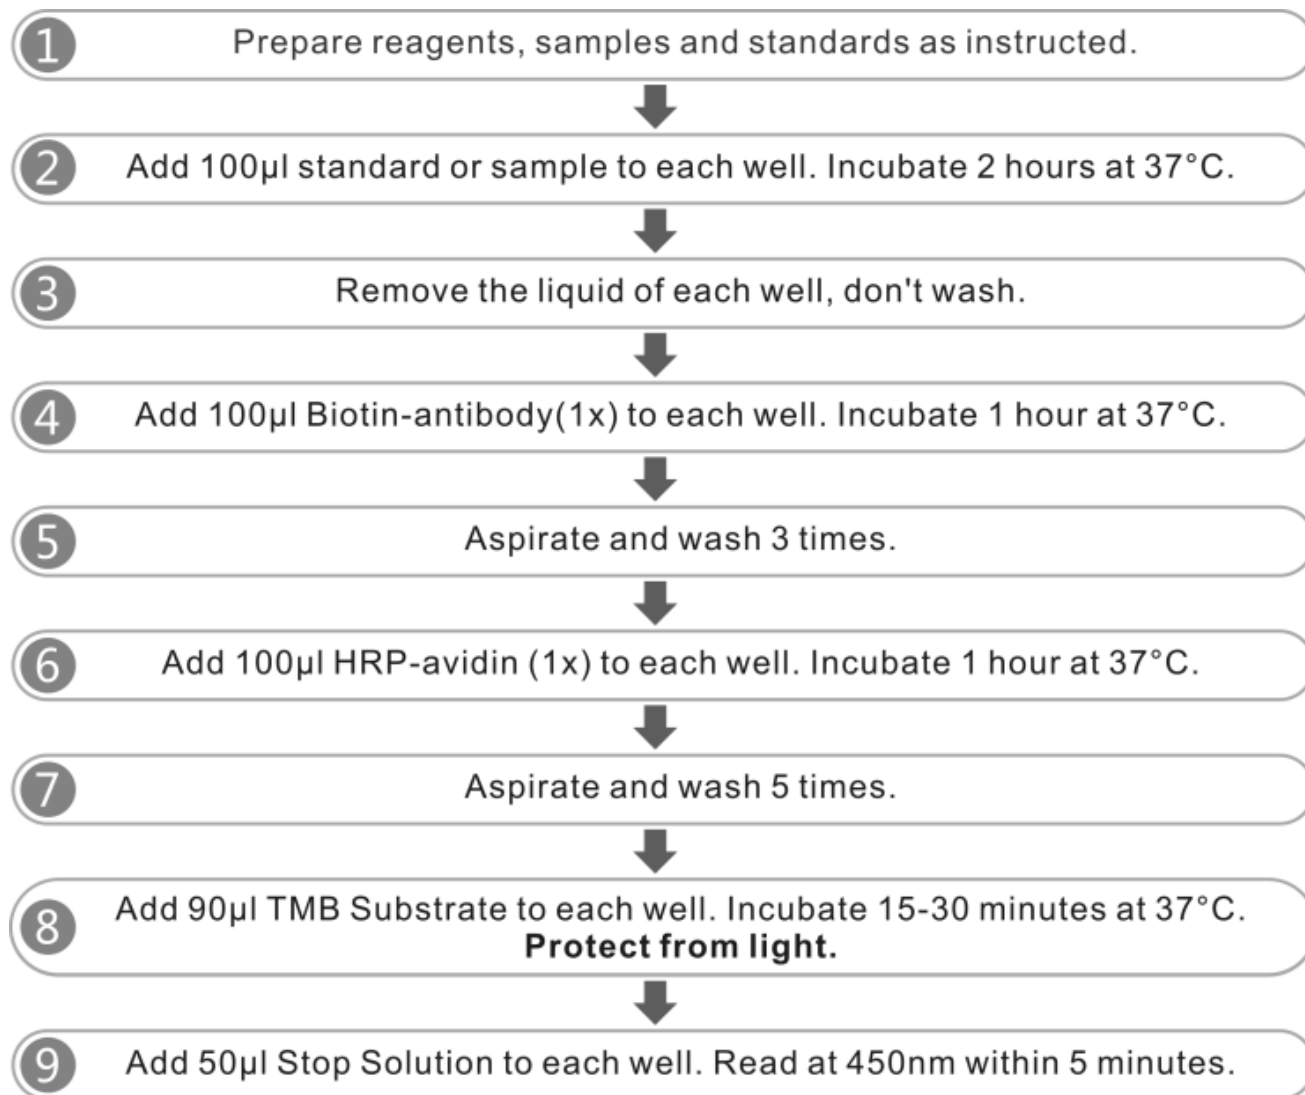 1 Prepare reagents, samples and standards as instructed.
2 Add 100µl standard or sample to each well. Incubate 2 hours at 37°C.
3 Remove the liquid of each well, don't wash.
4 Add 100µl Biotin-antibody(1x) to each well. Incubate 1 hour at 37°C.
5 Aspirate and wash 3 times.
6 Add 100µl HRP-avidin (1x) to each well. Incubate 1 hour at 37°C.
7 Aspirate and wash 5 times.
8 Add 90µl TMB Substrate to each well. Incubate 15-30 minutes at 37°C.
Protect from light.
9 Add 50µl Stop Solution to each well. Read at 450nm within 5 minutes.